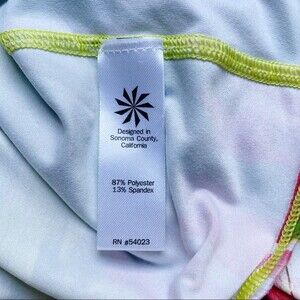 Designed in
Sonoma County,
California
87% Polyester
13% Spandex
RN #54023